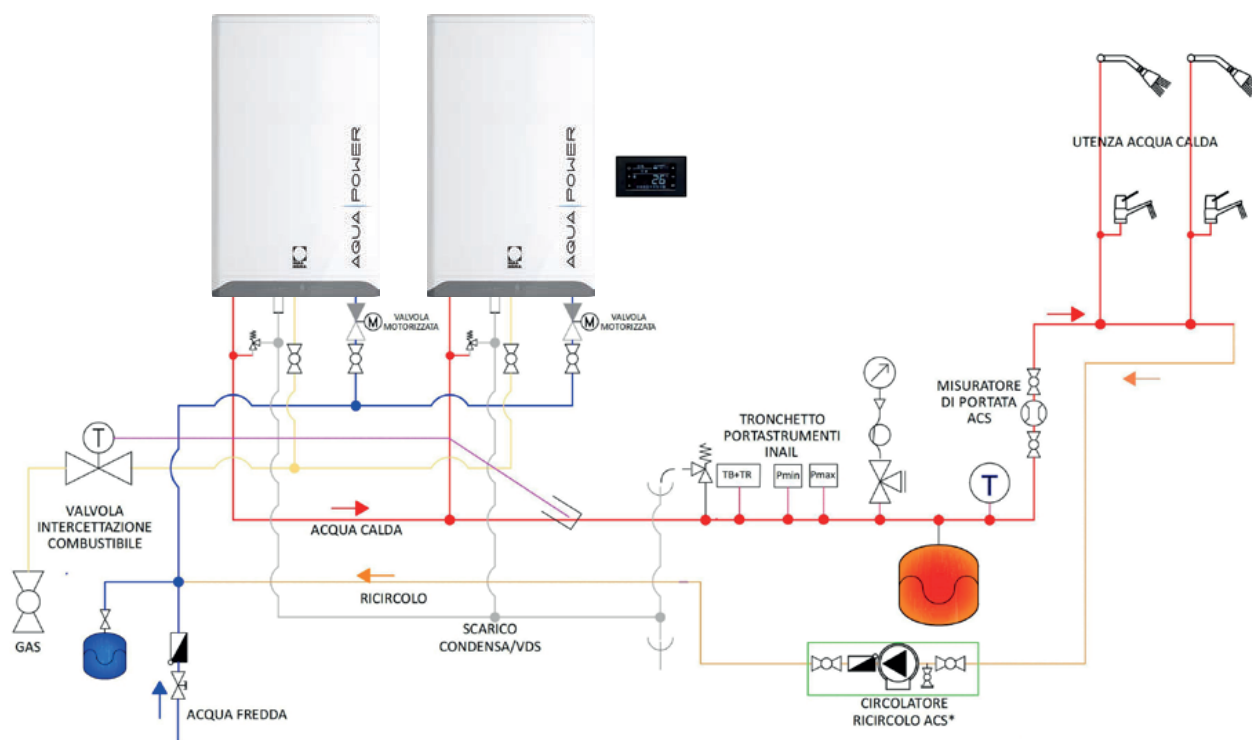 AQUA POWER
AQUA POWER
26
M
VALVOLA
MOTORIZZATA
M
VALVOLA
MOTORIZZATA
UTENZA ACQUA CALDA
MISURATORE
DI PORTATA
ACS
TRONCHETTO
PORTASTRUMENTI
INAIL
TB+TR
Pmin
Pmax
T
T
VALVOLA
INTERCETTAZIONE
COMBUSTIBILE
ACQUA CALDA
RICIRCOLO
SCARICO
CONDENSA/VDS
GAS
ACQUA FREDDA
CIRCOLATORE
RICIRCOLO ACS*